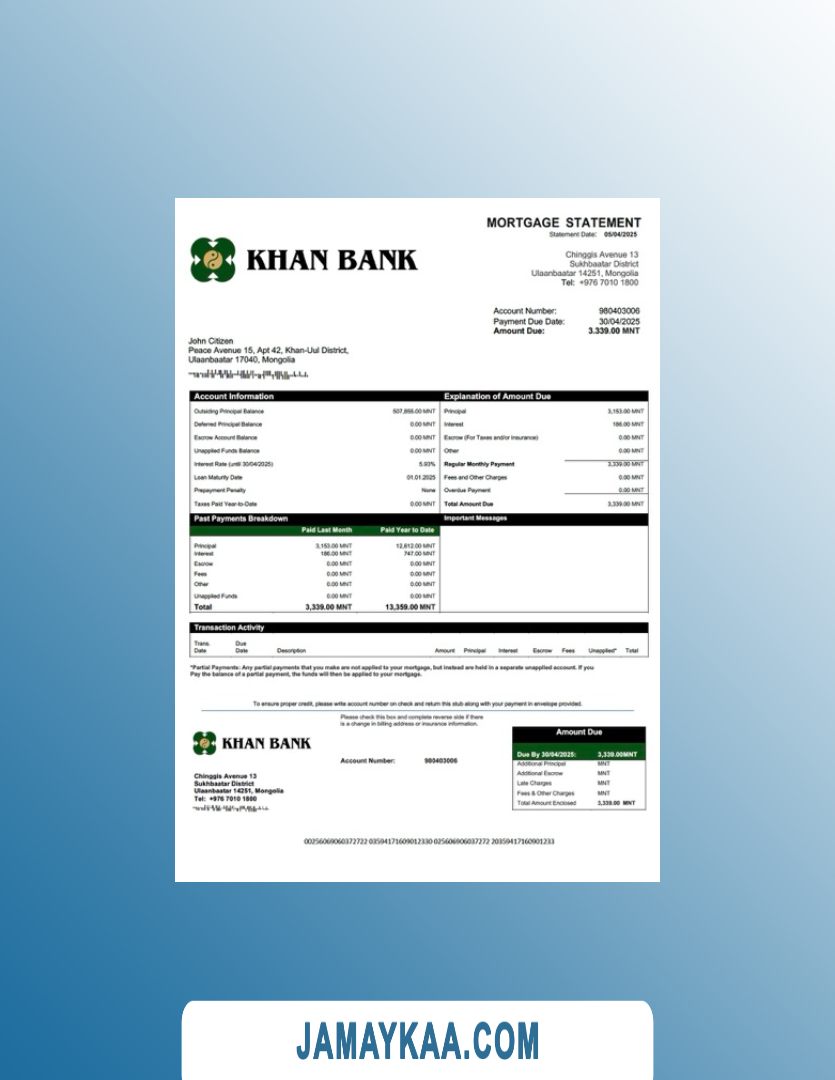 MORTGAGE STATEMENT
Statement Date: 05/04/2025
KHAN BANK
Chinggis Avenue 13
Sukhbaatar District
Ulaanbaatar 14251, Mongolia
Tel: +976 7010 1800
Account Number: 980403006
Payment Due Date: 30/04/2025
Amount Due: 3.339.00 MNT
John Citizen
Peace Avenue 15, Apt 42, Khan-Uul District,
Ulaanbaatar 17040, Mongolia
Account Information
Outsiding Principal Balance
Deferred Principal Balance 0.00 MNT
Escrow Account Balance 0.00 MNT
Unapplied Funds Balance 0.00 MNT
Interest Rate (until 30/04/2025) 5.93%
Loan Maturity Date 01.01.2025
Prepayment Penalty None
Taxes Paid Year-to-Date 0.00 MNT
Explanation of Amount Due
Principal 3,153.00 MNT
Interest 186.00 MNT
Escrow (For Taxes and/or Insurance) 0.00 MNT
Other 0.00 MNT
Regular Monthly Payment 3,339.00 MNT
Fees and Other Charges 0.00 MNT
Overdue Payment 0.00 MNT
Total Amount Due 3,339.00 MNT
Past Payments Breakdown
Paid Last Month Paid Year to Date
Principal 3,153.00 MNT 12,612.00 MNT
Interest 186.00 MNT 747.00 MNT
Escrow 0.00 MNT 0.00 MNT
Fees 0.00 MNT 0.00 MNT
Other 0.00 MNT 0.00 MNT
Unapplied Funds 0.00 MNT 0.00 MNT
Total 3,339.00 MNT 13,359.00 MNT
Important Messages
Transaction Activity
Trans. Date Due Date Description Amount Principal Interest Escrow Fees Unapplied* Total
*Partial Payments: Any partial payments that you make are not applied to your mortgage, but instead are held in a separate unapplied account. If you
Pay the balance of a partial payment, the funds will then be applied to your mortgage.
To ensure proper credit, please write account number on check and return this stub along with your payment in envelope provided.
Please check this box and complete reverse side if there
is a change in billing address or insurance information.
KHAN BANK
Account Number: 980403006
Chinggis Avenue 13
Sukhbaatar District
Ulaanbaatar 14251, Mongolia
Tel: +976 7010 1800
Amount Due
Due By 30/04/2025: 3,339.00MNT
Additional Principal MNT
Additional Escrow MNT
Late Charges MNT
Fees & Other Charges MNT
Total Amount Enclosed 3,339.00 MNT
00256069060372722 03594171609012330 025606906037272 20359417160901233
JAMAYKAA.COM